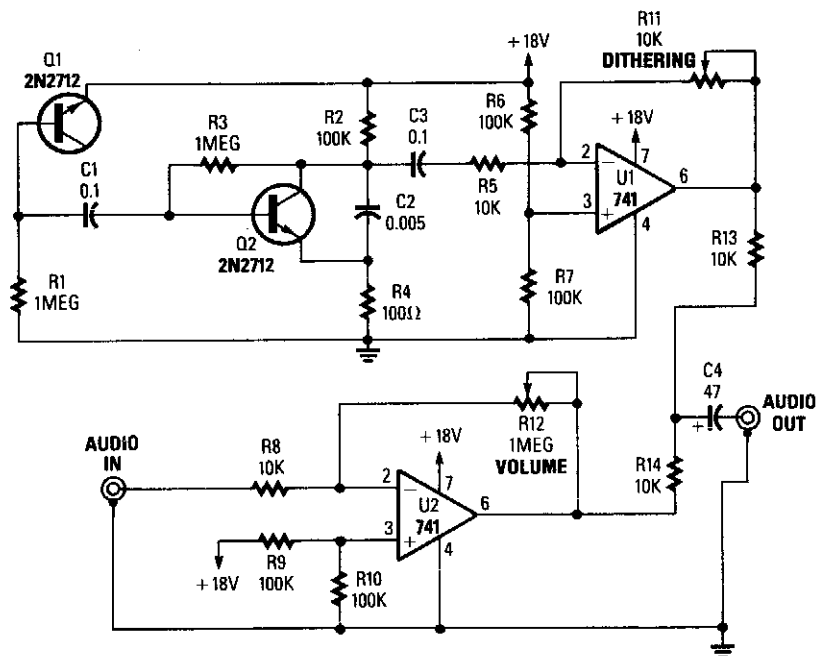 Q1
2N2712
R3
1MEG
C1
0.1
R1
1MEG
Q2
2N2712
R2
100K
C3
0.1
C2
0.005
R4
100Ω
+18V
R6
100K
R5
10K
R7
100K
R11
10K
DITHERING
+18V
2
−
7
U1
6
3
+
741
4
R13
10K
C4
47
+
AUDIO
OUT
R14
10K
AUDIO
IN
R8
10K
R12
1MEG
VOLUME
+18V
2
−
7
U2
6
3
+
741
4
+18V
R9
100K
R10
100K